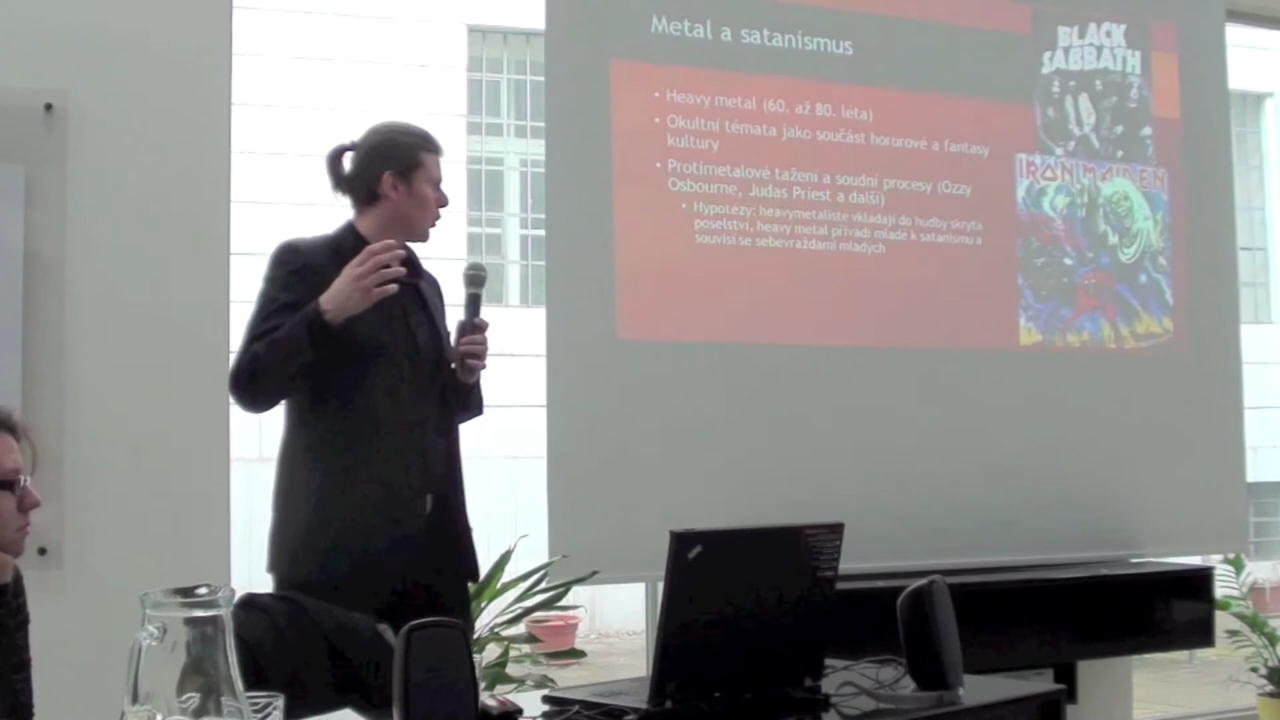 Metal a satanismus
• Heavy metal (60. až 80. léta)
• Okultní témata jako součást hororové a fantasy
kultury
• Protimetalové tažení a soudní procesy (Ozzy
Osbourne, Judas Priest a další)
• Hypotézy: heavymetalisté vkládají do hudby skrytá
poselství, heavy metal přivádí mladé k satanismu a
souvisí se sebevraždami mladých
BLACK
SABBATH
IRON MAIDEN